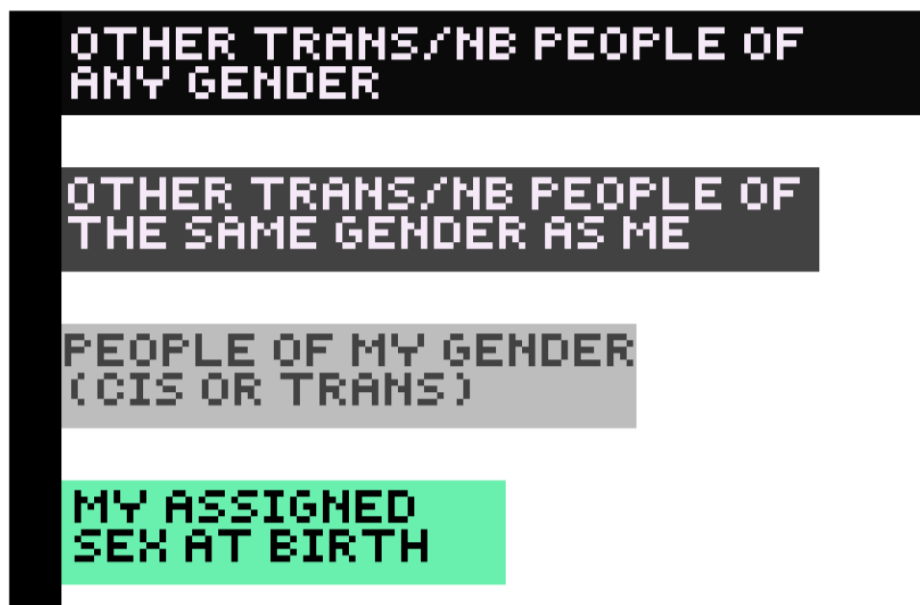 OTHER TRANS/NB PEOPLE OF
ANY GENDER
OTHER TRANS/NB PEOPLE OF
THE SAME GENDER AS ME
PEOPLE OF MY GENDER
(CIS OR TRANS)
MY ASSIGNED
SEX AT BIRTH